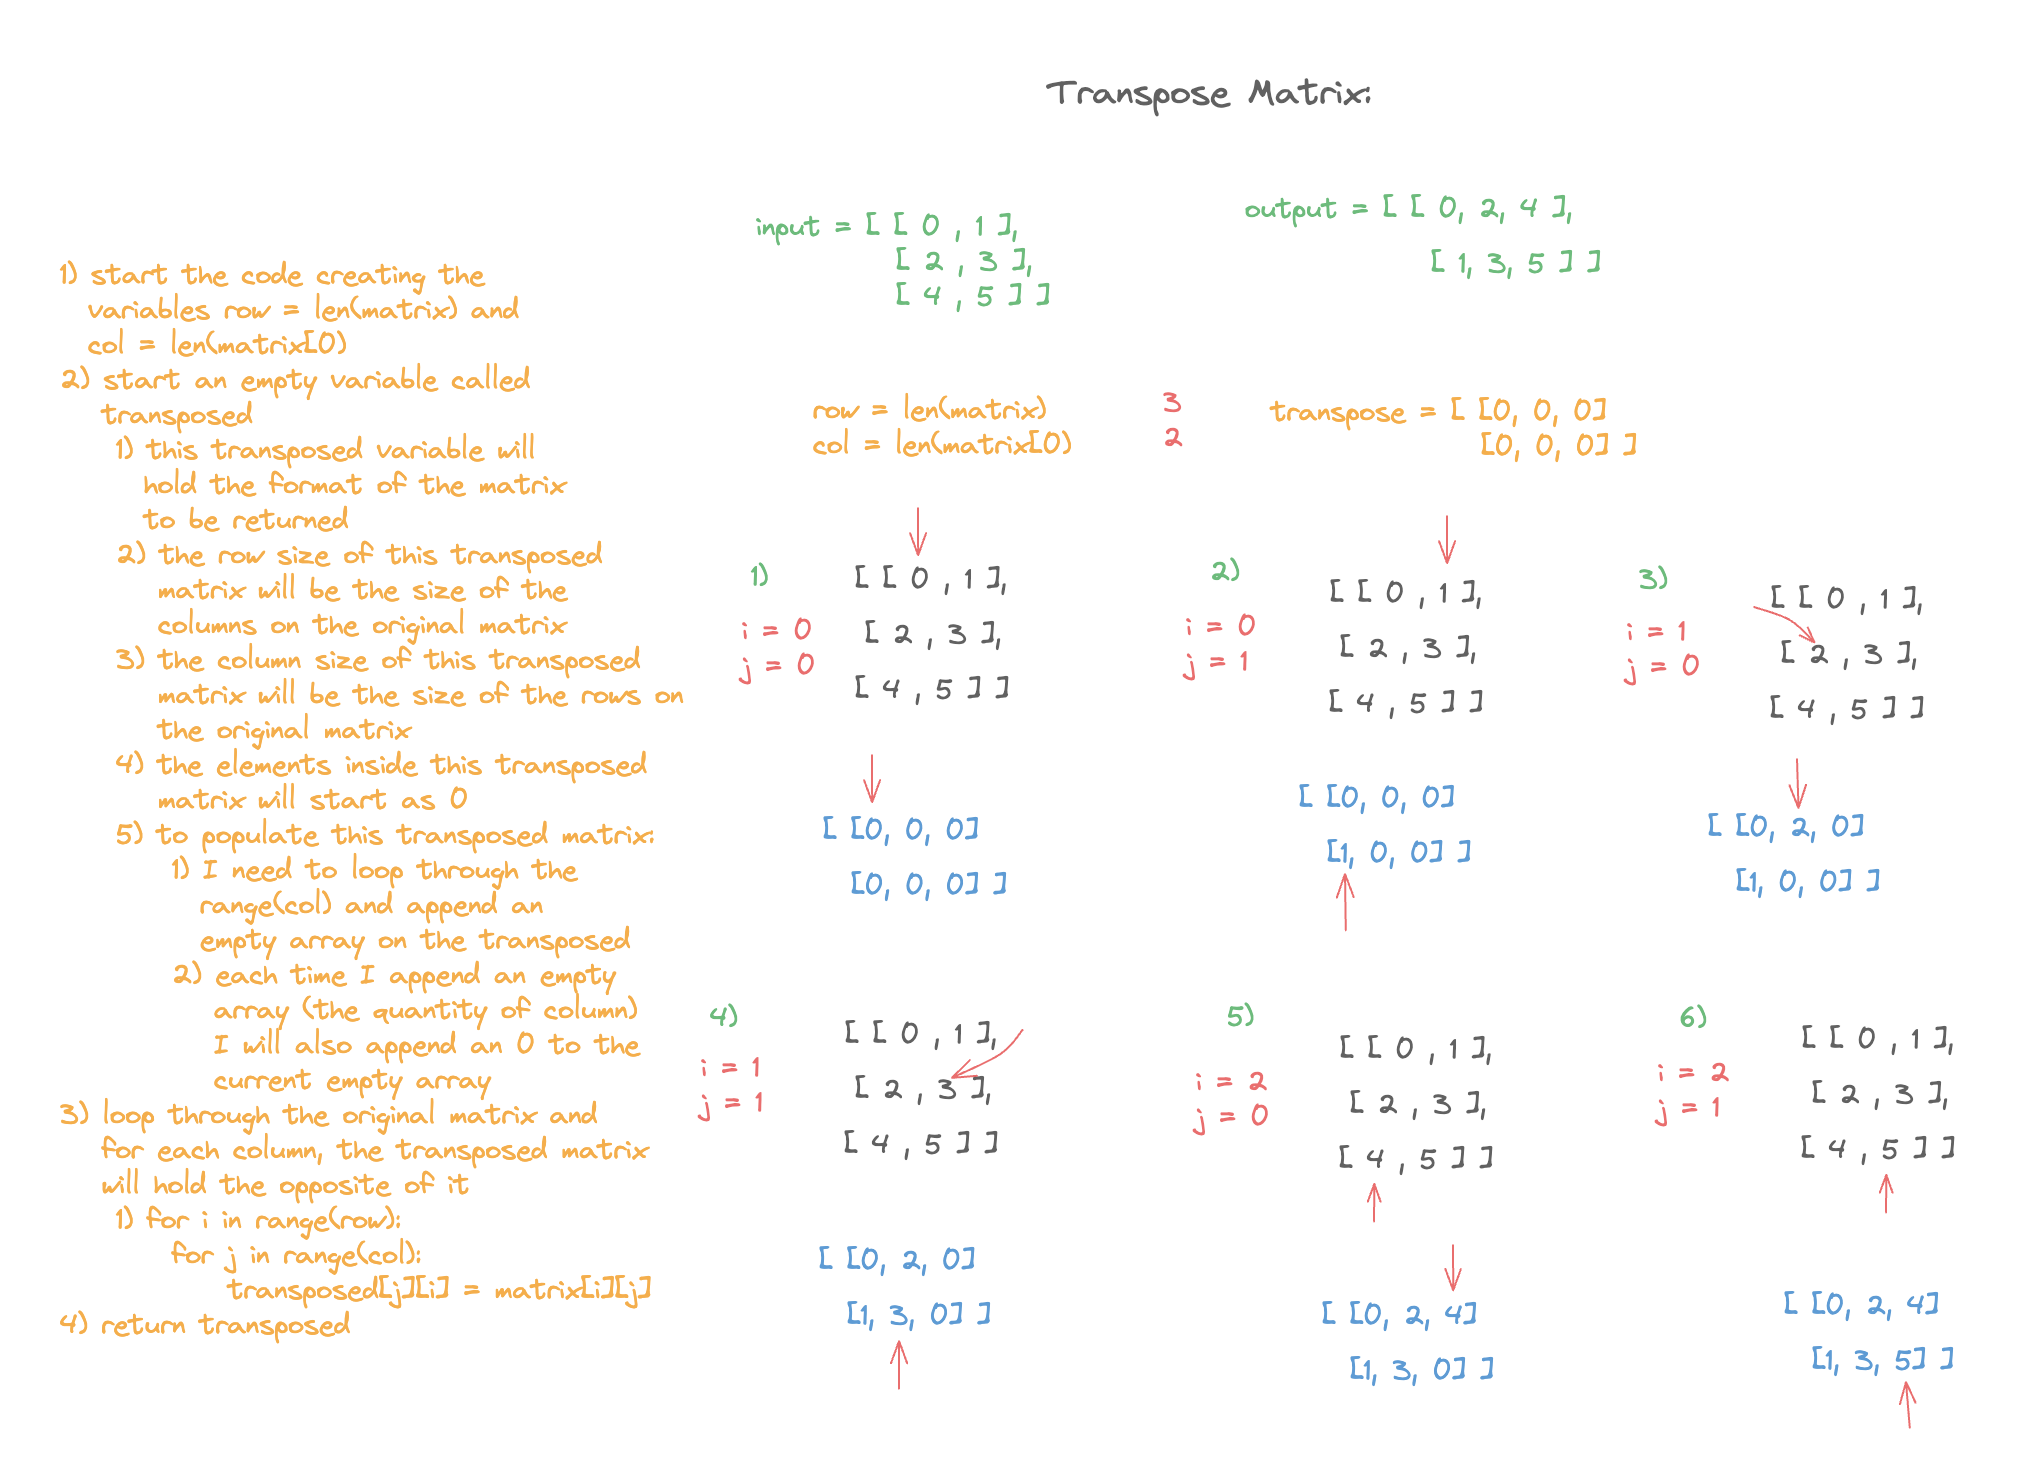 Transpose Matrix:
input = [ [ 0 , 1 ],
[ 2 , 3 ],
[ 4 , 5 ] ]
output = [ [ 0, 2, 4 ],
[ 1, 3, 5 ] ]
1) start the code creating the
variables row = len(matrix) and
col = len(matrix[0)
2) start an empty variable called
transposed
1) this transposed variable will
hold the format of the matrix
to be returned
2) the row size of this transposed
matrix will be the size of the
columns on the original matrix
3) the column size of this transposed
matrix will be the size of the rows on
the original matrix
4) the elements inside this transposed
matrix will start as 0
5) to populate this transposed matrix:
1) I need to loop through the
range(col) and append an
empty array on the transposed
2) each time I append an empty
array (the quantity of column)
I will also append an 0 to the
current empty array
3) loop through the original matrix and
for each column, the transposed matrix
will hold the opposite of it
1) for i in range(row):
for j in range(col):
transposed[j][i] = matrix[i][j]
4) return transposed
row = len(matrix) 3
col = len(matrix[0) 2
transpose = [ [0, 0, 0]
[0, 0, 0] ]
1)
i = 0
j = 0
[ [ 0 , 1 ],
[ 2 , 3 ],
[ 4 , 5 ] ]
[ [0, 0, 0]
[0, 0, 0] ]
2)
i = 0
j = 1
[ [ 0 , 1 ],
[ 2 , 3 ],
[ 4 , 5 ] ]
[ [0, 0, 0]
[1, 0, 0] ]
3)
i = 1
j = 0
[ [ 0 , 1 ],
[ 2 , 3 ],
[ 4 , 5 ] ]
[ [0, 2, 0]
[1, 0, 0] ]
4)
i = 1
j = 1
[ [ 0 , 1 ],
[ 2 , 3 ],
[ 4 , 5 ] ]
[ [0, 2, 0]
[1, 3, 0] ]
5)
i = 2
j = 0
[ [ 0 , 1 ],
[ 2 , 3 ],
[ 4 , 5 ] ]
[ [0, 2, 4]
[1, 3, 0] ]
6)
i = 2
j = 1
[ [ 0 , 1 ],
[ 2 , 3 ],
[ 4 , 5 ] ]
[ [0, 2, 4]
[1, 3, 5] ]